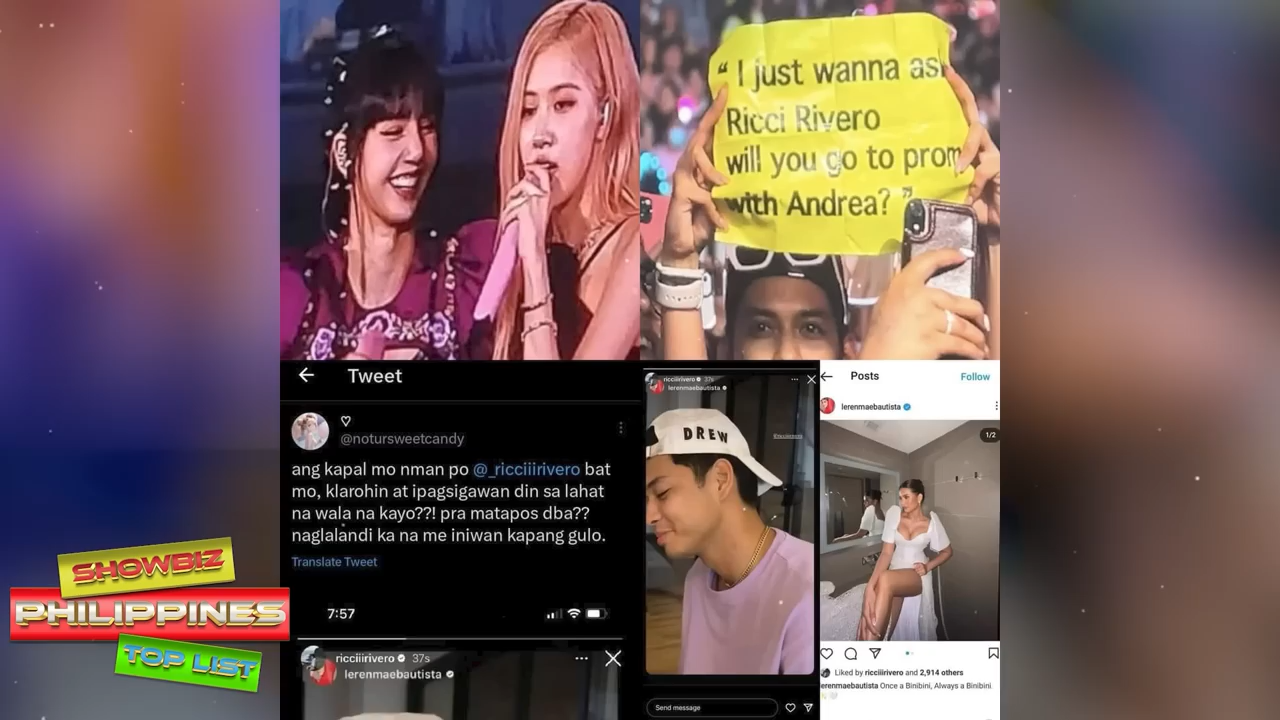 “ I just wanna as
Ricci Rivero
will you go to prom
with Andrea? ”
Tweet
@notursweetcandy
ang kapal mo nman po @_ricciiirivero bat
mo, klarohin at ipagsigawan din sa lahat
na wala na kayo??! pra matapos dba??
naglalandi ka na me iniwan kapang gulo.
Translate Tweet
7:57
ricciiirivero 37s
lerenmaebautista
ricciiirivero 37s
lerenmaebautista
DREW
Send message
Posts
Follow
lerenmaebautista
1/2
Liked by ricciiirivero and 2,914 others
lerenmaebautista Once a Binibini, Always a Binibini
SHOWBIZ
PHILIPPINES
TOP LIST